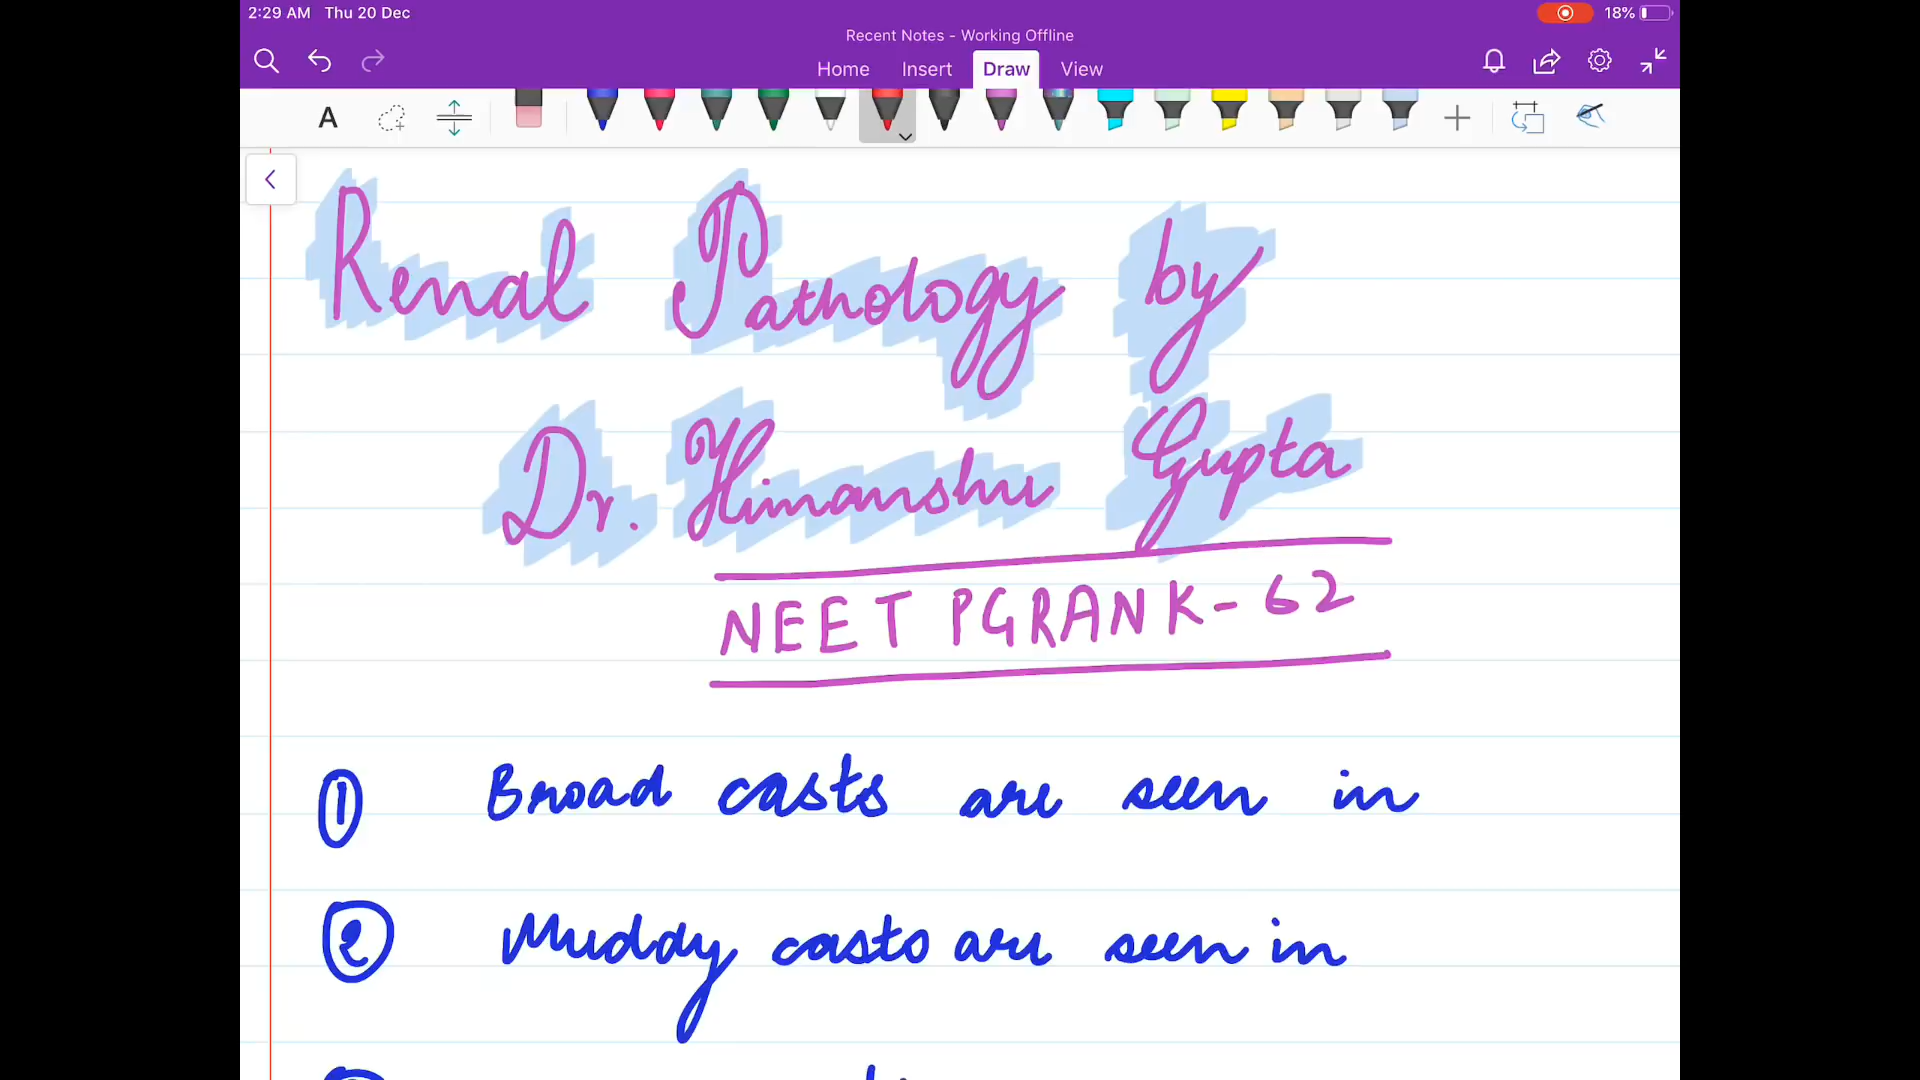 2:29 AM Thu 20 Dec
18%
Recent Notes - Working Offline
Home Insert Draw View
A
Renal Pathology by
Dr. Himanshu Gupta
NEET PG RANK - 62
① Broad casts are seen in
② Muddy casts are seen in